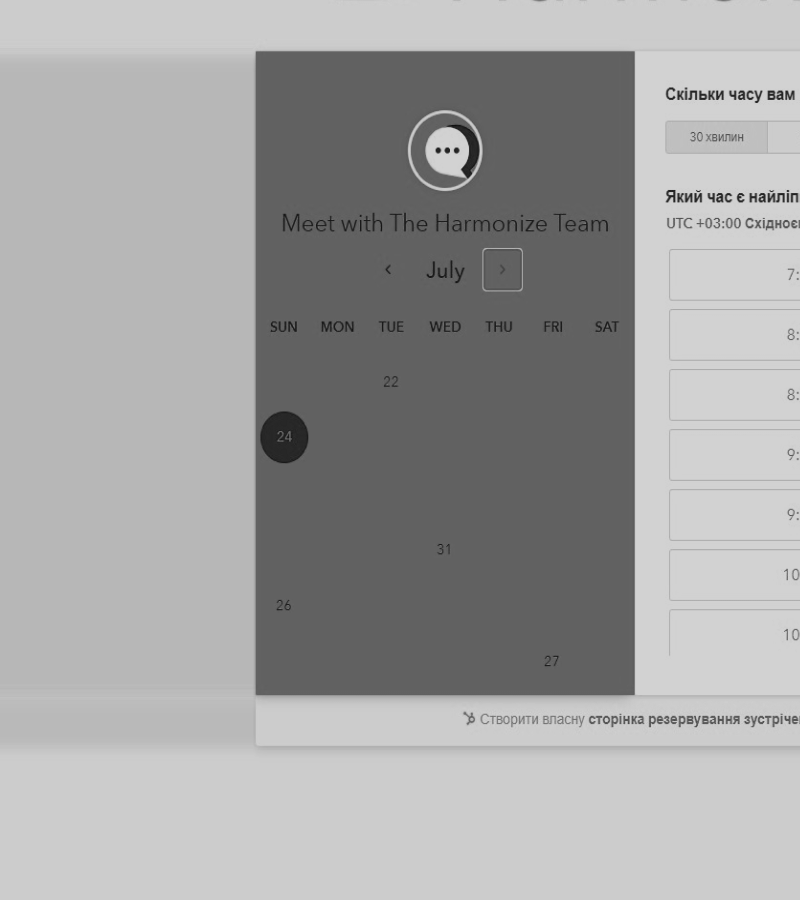 Скільки часу вам
30 хвилин
Meet with The Harmonize Team
July
Який час є найліп
UTC +03:00 Східноє
7:
SUN MON TUE WED THU FRI SAT
8:
22
8:
24
9:
9:
31
10
26
10
27
Створити власну сторінка резервування зустріче